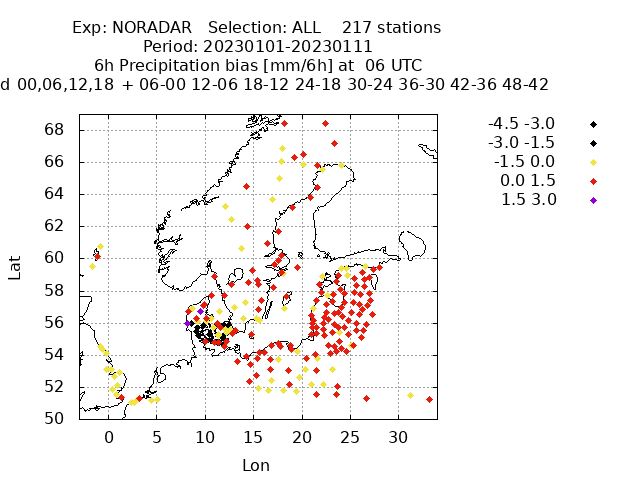 Exp: NORADAR   Selection: ALL    217 stations
Period: 20230101-20230111
6h Precipitation bias [mm/6h] at  06 UTC
d 00,06,12,18 + 06-00 12-06 18-12 24-18 30-24 36-30 42-36 48-42
-4.5 -3.0
-3.0 -1.5
-1.5 0.0
0.0 1.5
1.5 3.0
68
66
64
62
60
58
56
54
52
50
Lat
0 5 10 15 20 25 30
Lon